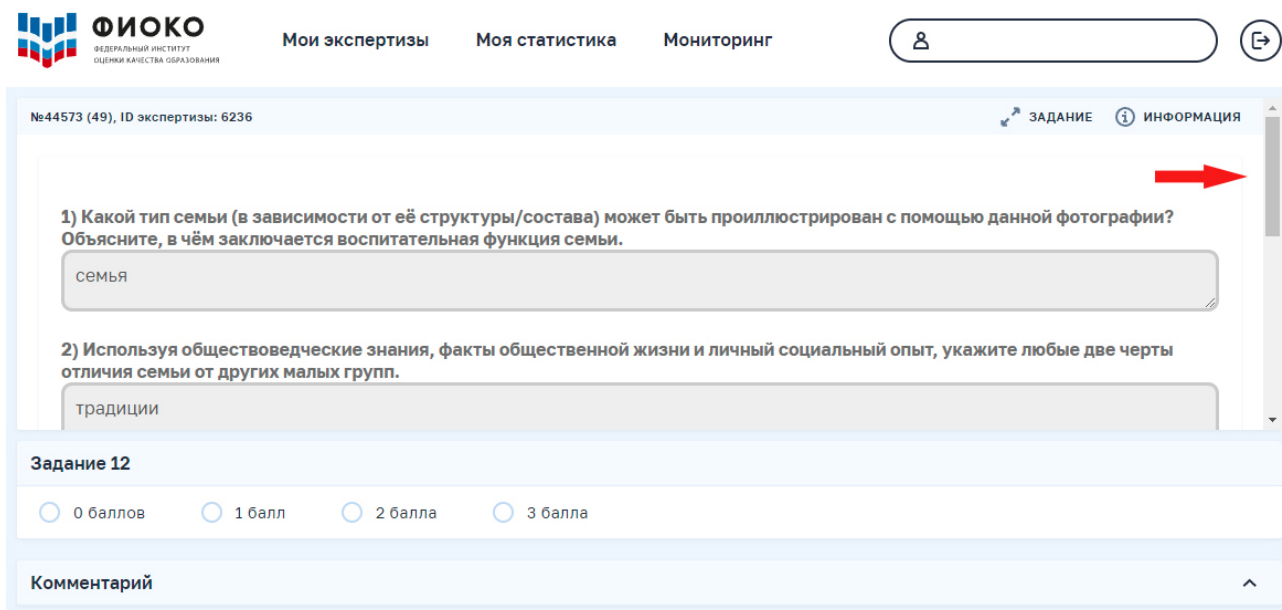 ФИОКО
ФЕДЕРАЛЬНЫЙ ИНСТИТУТ
ОЦЕНКИ КАЧЕСТВА ОБРАЗОВАНИЯ
Мои экспертизы
Моя статистика
Мониторинг
№44573 (49), ID экспертизы: 6236
ЗАДАНИЕ
ИНФОРМАЦИЯ
1) Какой тип семьи (в зависимости от её структуры/состава) может быть проиллюстрирован с помощью данной фотографии?
Объясните, в чём заключается воспитательная функция семьи.
семья
2) Используя обществоведческие знания, факты общественной жизни и личный социальный опыт, укажите любые две черты
отличия семьи от других малых групп.
традиции
Задание 12
0 баллов
1 балл
2 балла
3 балла
Комментарий